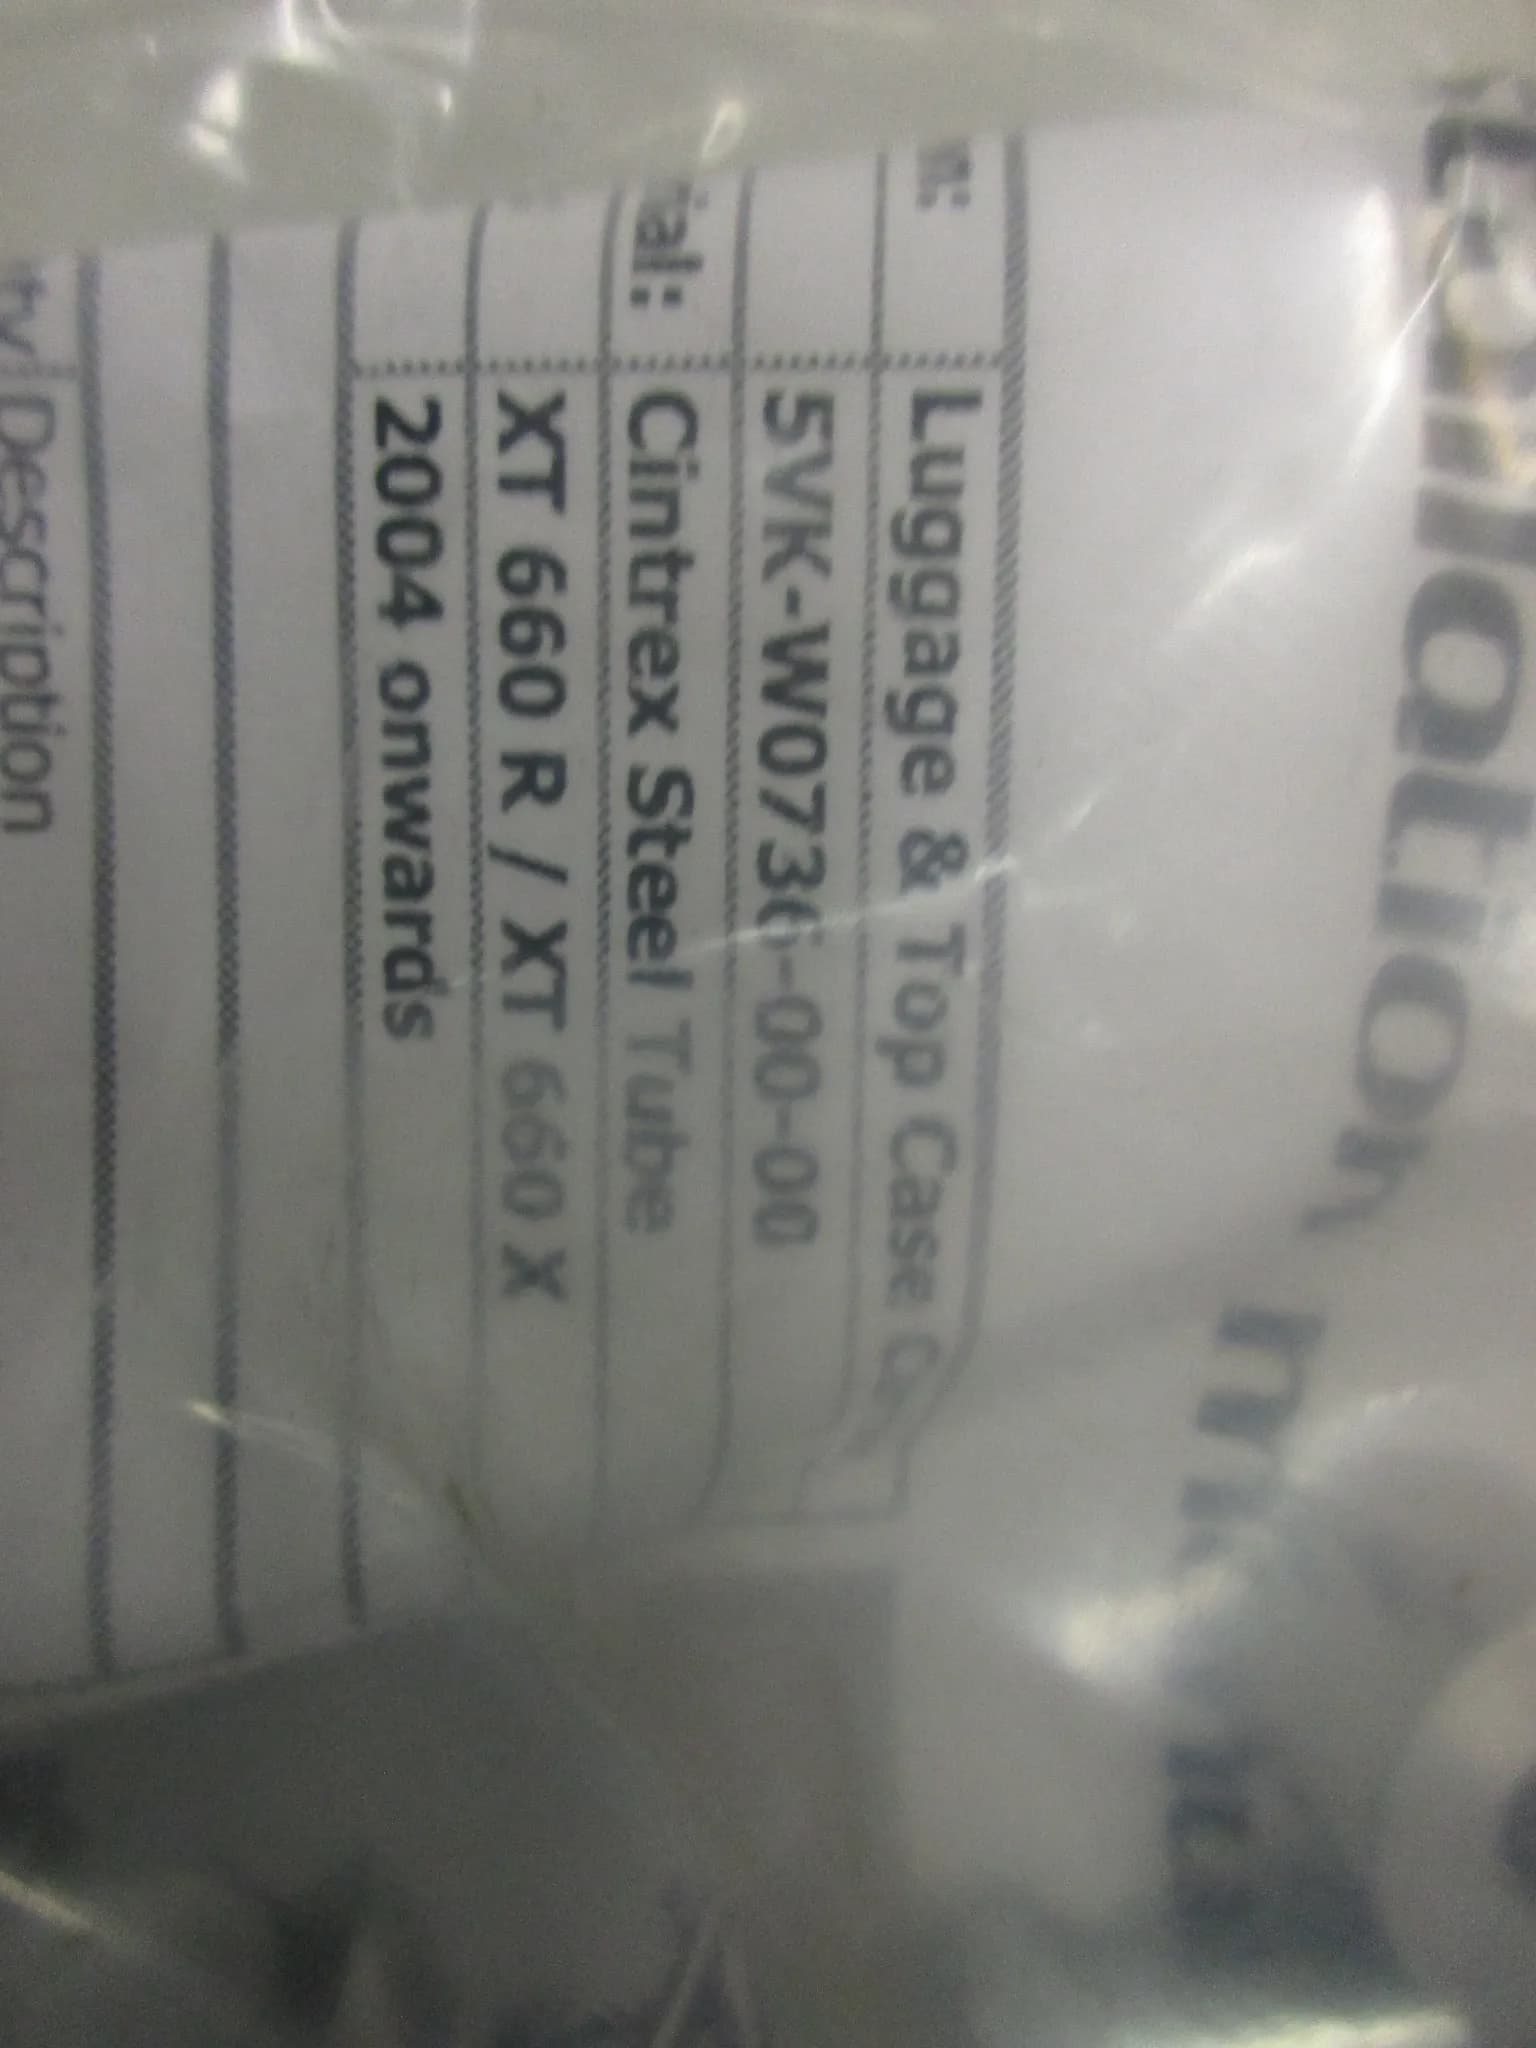 Luggage & Top Case
5VK-W0736-00-00
Cintrex Steel Tube
XT 660 R / XT 660 X
2004 onwards
Description